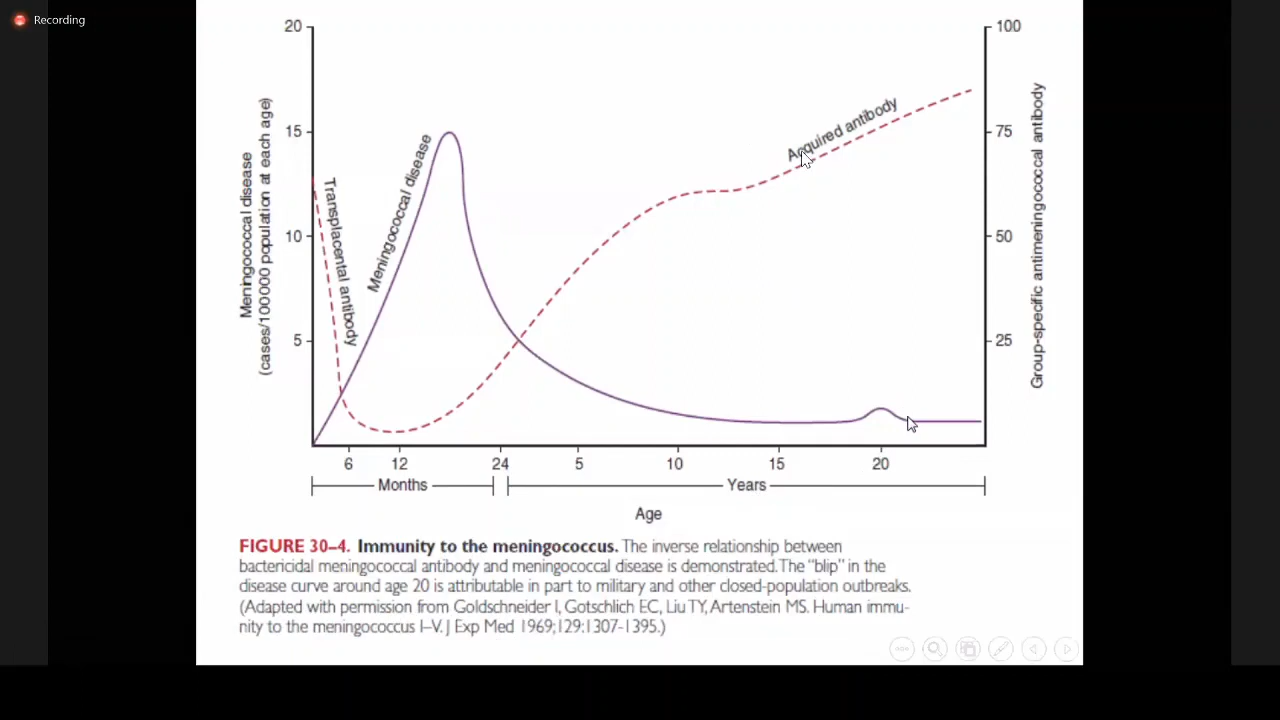 Recording
20
15
10
5
100
75
50
25
Meningococcal disease
(cases/100000 population at each age)
Transplacental antibody
Meningococcal disease
Acquired antibody
Group-specific antimeningococcal antibody
6 12 24 5 10 15 20
Months Years
Age
FIGURE 30–4. Immunity to the meningococcus. The inverse relationship between
bactericidal meningococcal antibody and meningococcal disease is demonstrated. The “blip” in the
disease curve around age 20 is attributable in part to military and other closed-population outbreaks.
(Adapted with permission from Goldschneider I, Gotschlich EC, Liu TY, Artenstein MS. Human immu-
nity to the meningococcus I–V. J Exp Med 1969;129:1307-1395.)